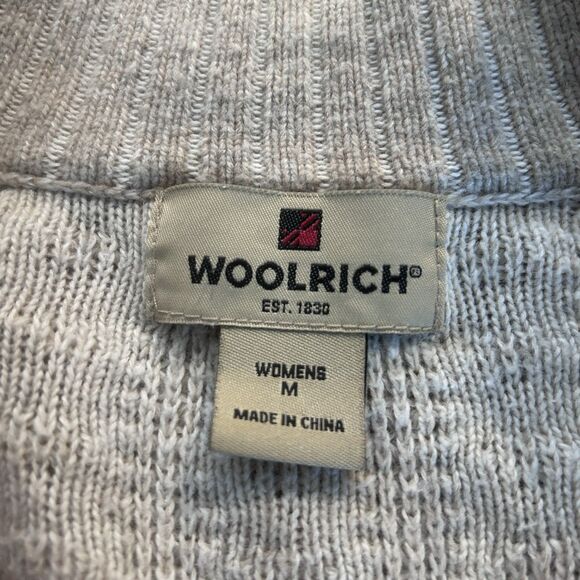 WOOLRICH®
EST. 1830
WOMENS
M
MADE IN CHINA